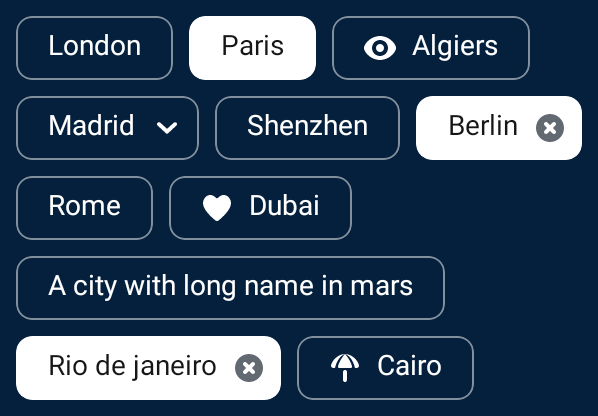 London Paris Algiers
Madrid Shenzhen Berlin
Rome Dubai
A city with long name in mars
Rio de janeiro Cairo